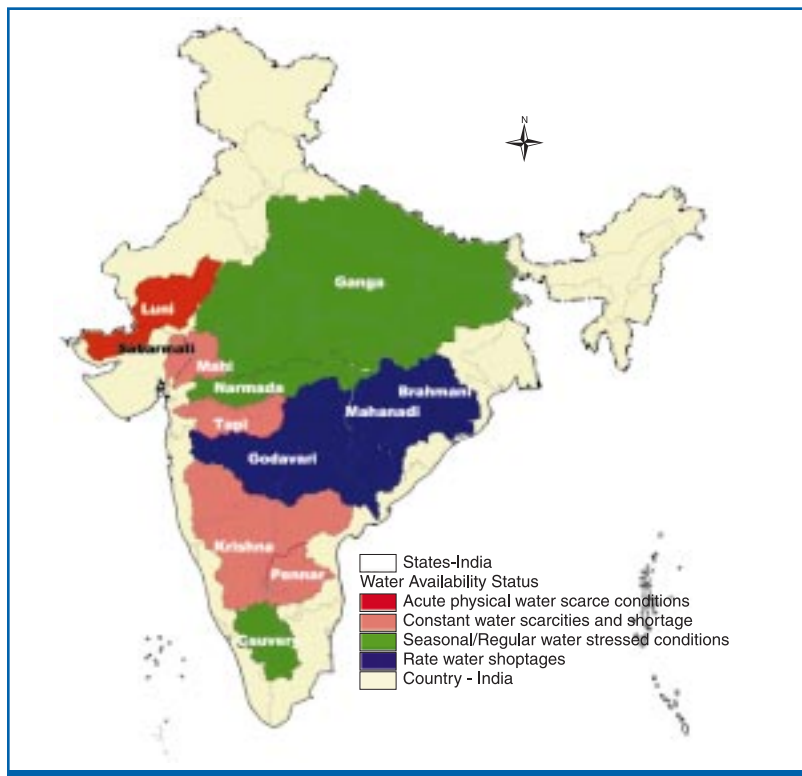 N
Ganga
Luni
Sabarmati
Mahi
Narmada
Brahmani
Mahanadi
Tapi
Godavari
Krishna
Pennar
Cauvery
States-India
Water Availability Status
Acute physical water scarce conditions
Constant water scarcities and shortage
Seasonal/Regular water stressed conditions
Rate water shoptages
Country - India